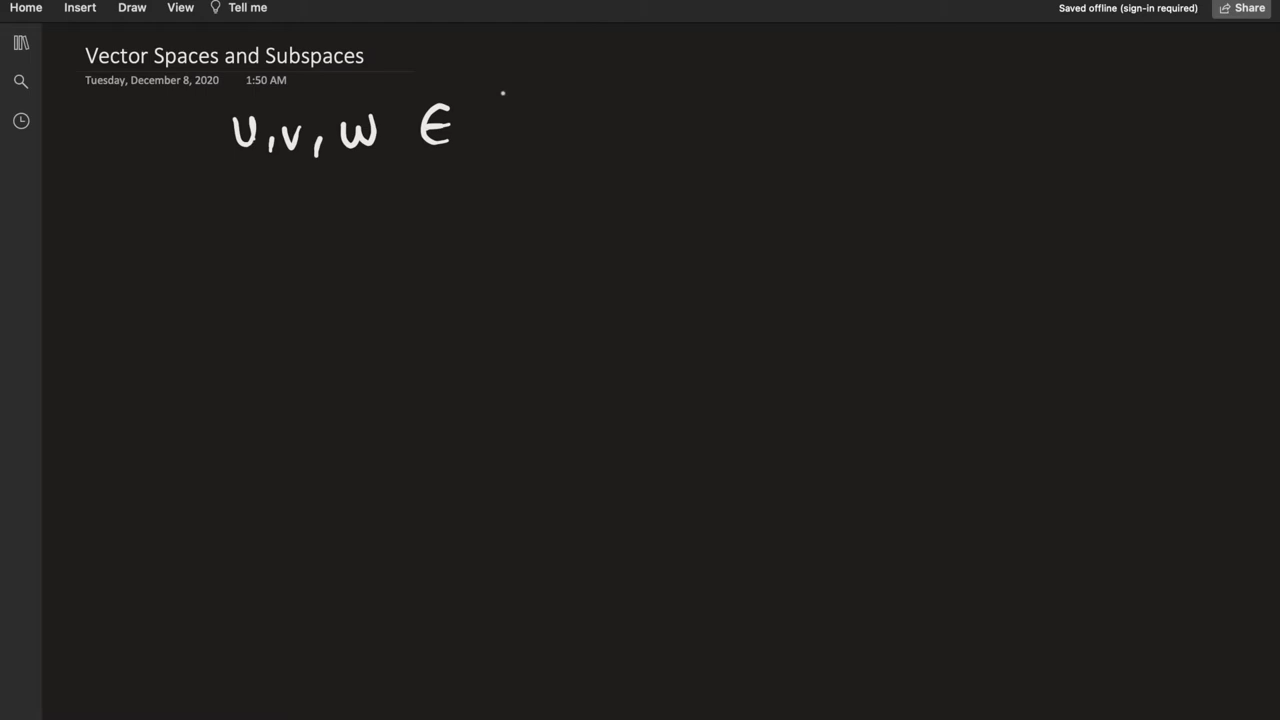 Home Insert Draw View Tell me Saved offline (sign-in required) Share
Vector Spaces and Subspaces
Tuesday, December 8, 2020 1:50 AM
u, v, w ∈